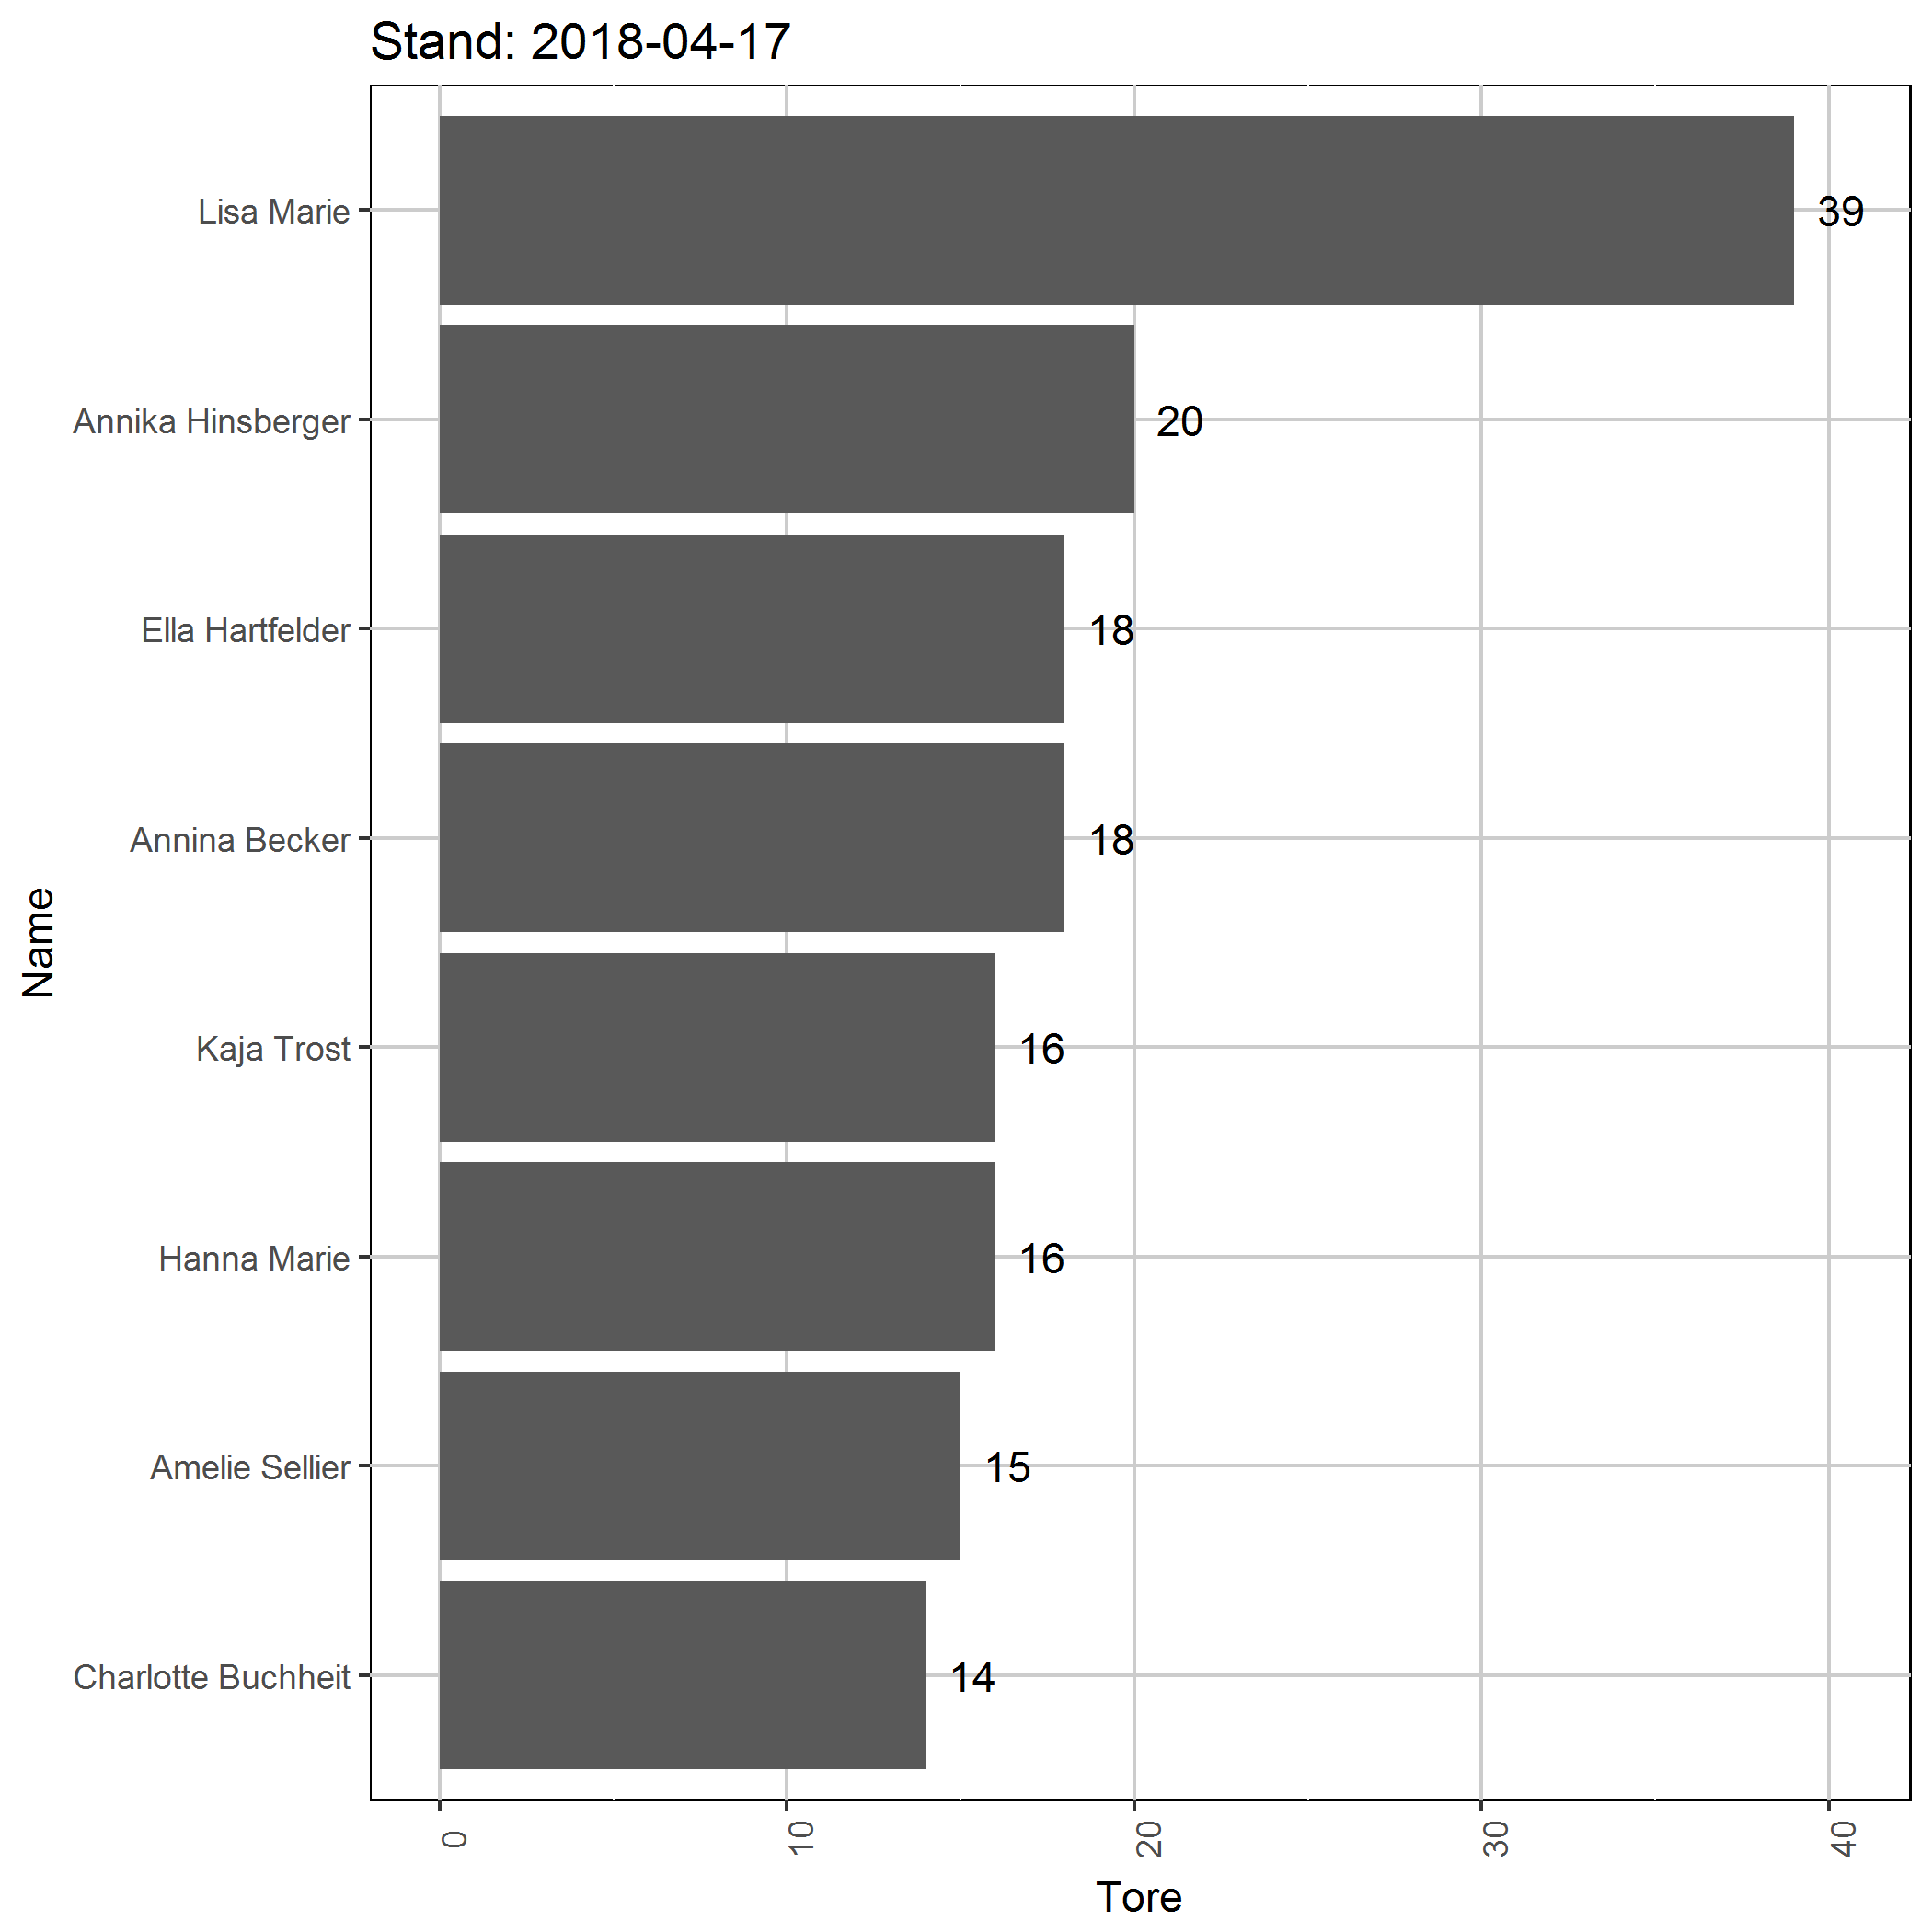 Stand: 2018-04-17
Lisa Marie 39
Annika Hinsberger 20
Ella Hartfelder 18
Annina Becker 18
Kaja Trost 16
Hanna Marie 16
Amelie Sellier 15
Charlotte Buchheit 14
Name
0 10 20 30 40
Tore